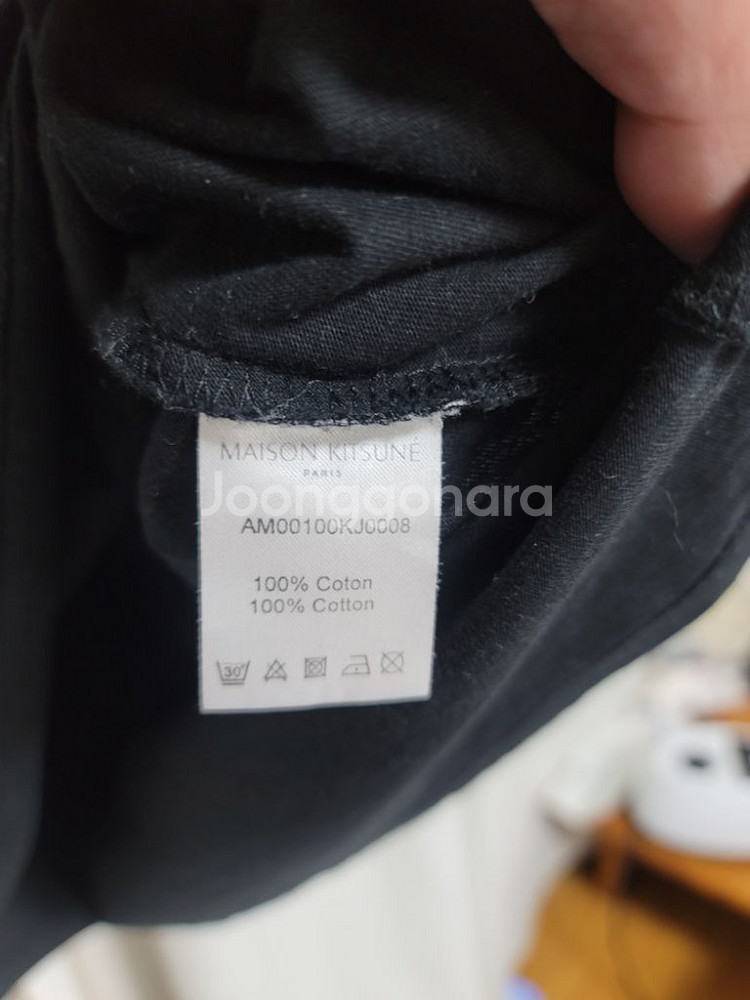 MAISON KITSUNÉ
PARIS
Joonggonara
AM00100KJ0008
100% Coton
100% Cotton
30°